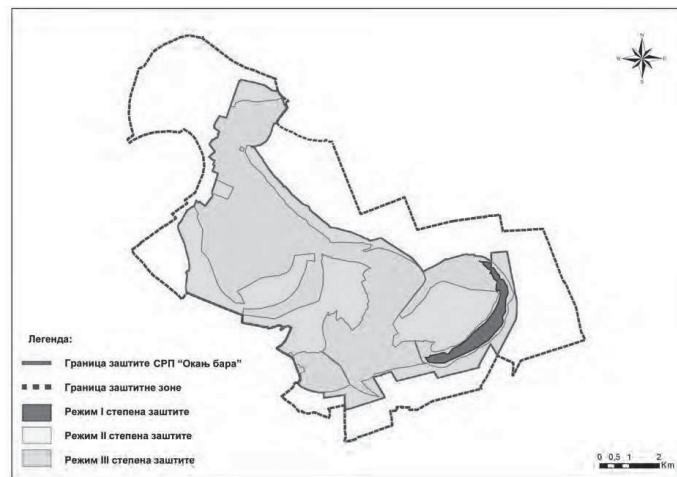 Легенда:
Граница заштите СРП "Окањ бара"
Граница заштитне зоне
Режим I степена заштите
Режим II степена заштите
Режим III степена заштите
0 0,5 1 2
Km